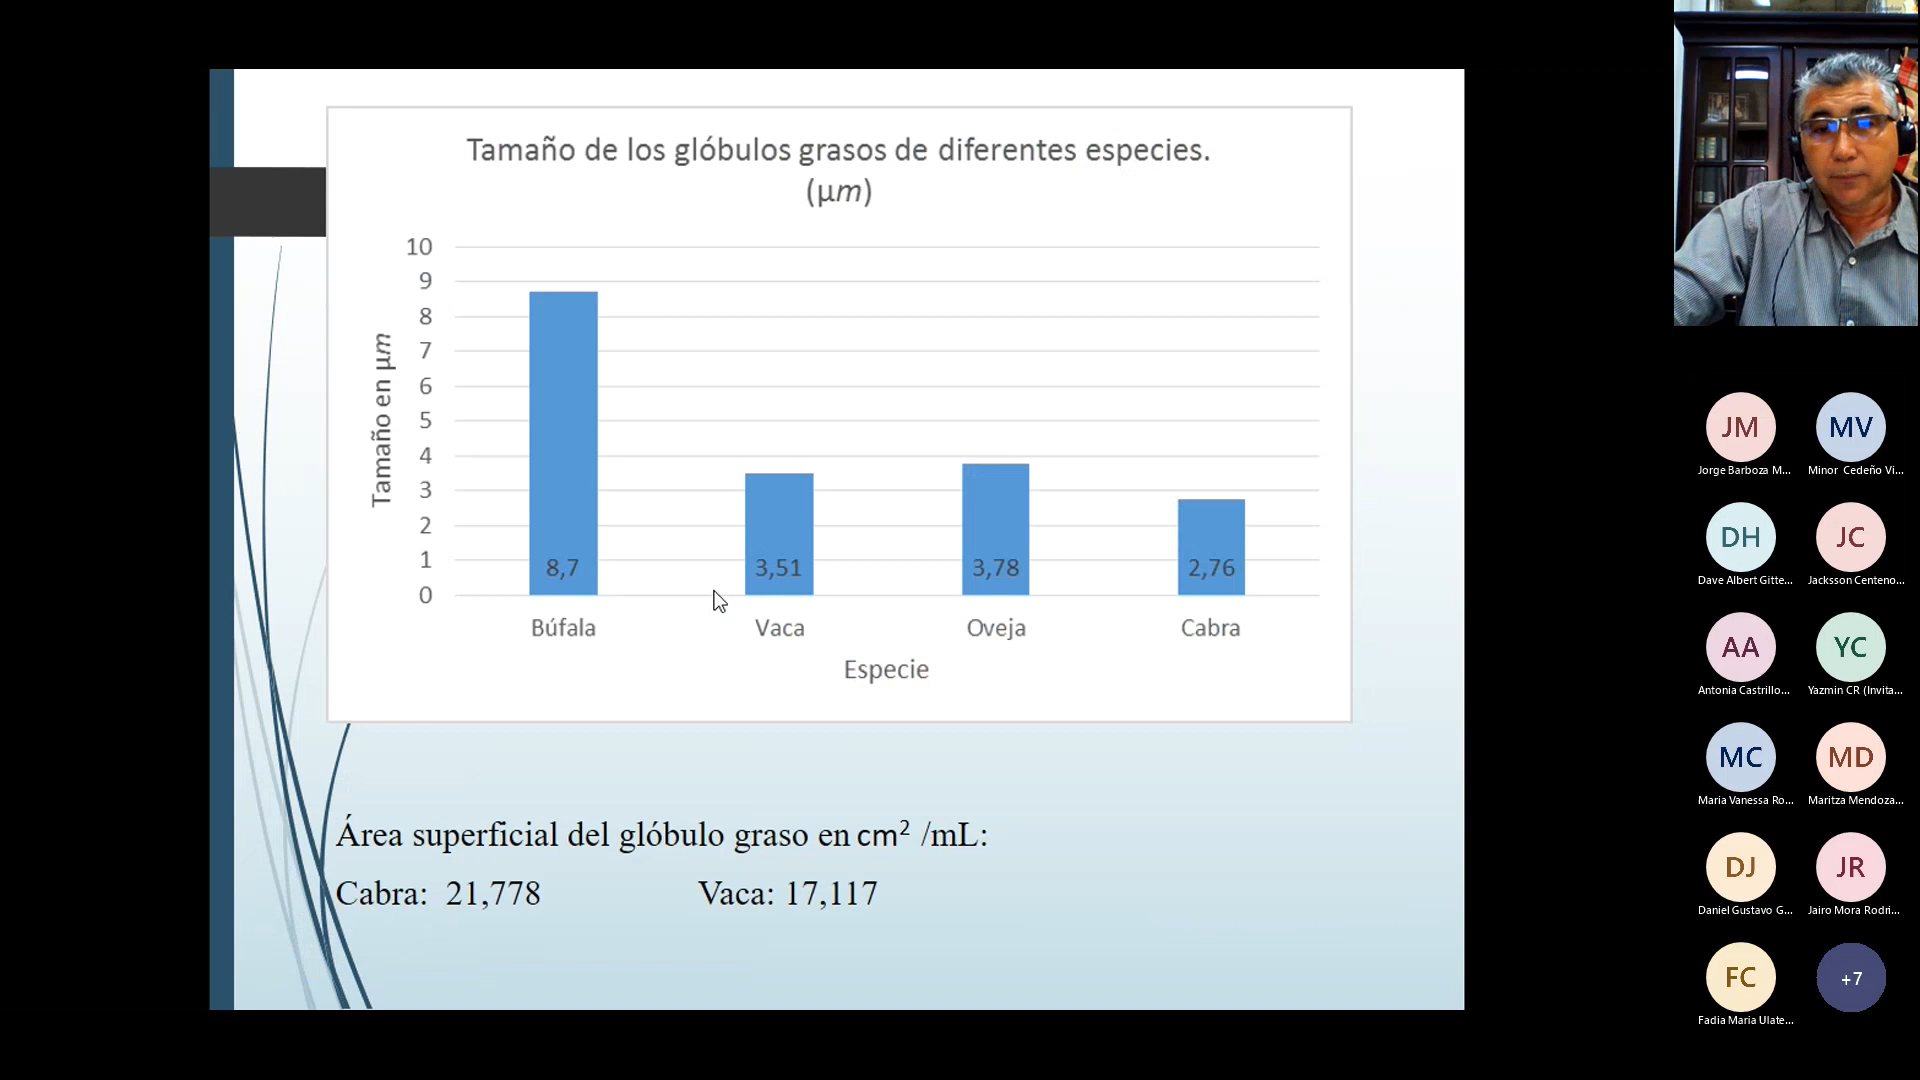 Tamaño de los glóbulos grasos de diferentes especies.
(µm)
Tamaño en µm
10
9
8
7
6
5
4
3
2
1
0
8,7
3,51
3,78
2,76
Búfala
Vaca
Oveja
Cabra
Especie
Área superficial del glóbulo graso en cm² /mL:
Cabra: 21,778 Vaca: 17,117
JM MV
Jorge Barboza M... Minor Cedeño Vi...
DH JC
Dave Albert Gitte... Jacksson Centeno...
AA YC
Antonia Castrillo... Yazmin CR (Invita...
MC MD
Maria Vanessa Ro... Maritza Mendoza...
DJ JR
Daniel Gustavo G... Jairo Mora Rodri...
FC +7
Fadia Maria Ulate...